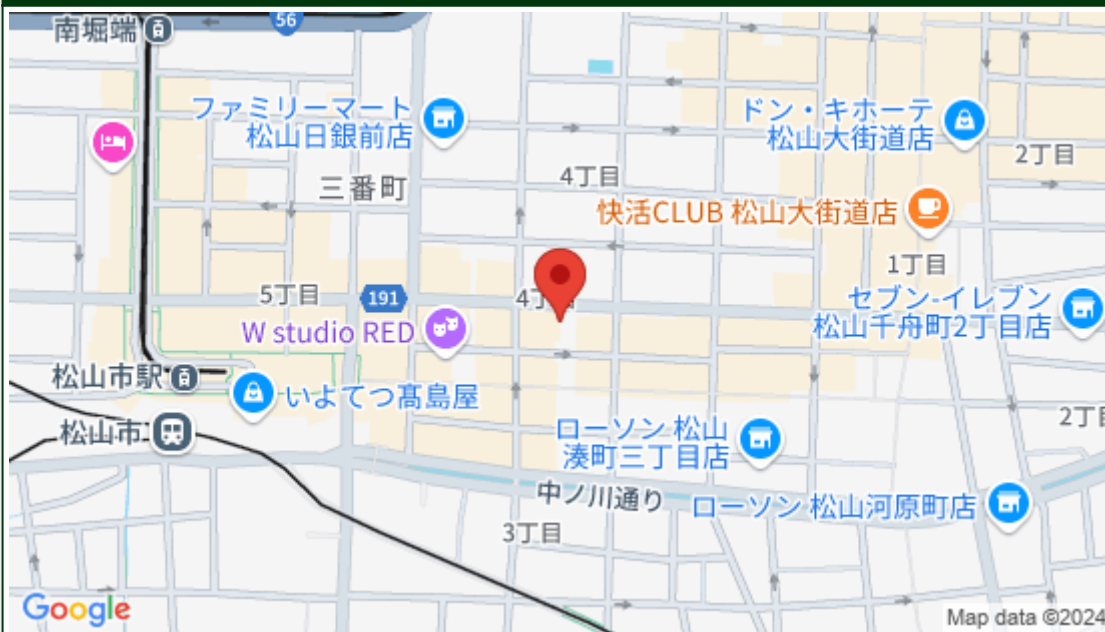 南堀端
56
ファミリーマート
松山日銀前店
ドン・キホーテ
松山大街道店
2丁目
三番町
4丁目
快活CLUB 松山大街道店
1丁目
5丁目
191
4丁目
セブン-イレブン
松山千舟町2丁目店
W studio RED
松山市駅
いよてつ髙島屋
松山市
ローソン 松山
湊町三丁目店
2丁目
中ノ川通り
ローソン 松山河原町店
3丁目
Google
Map data ©2024